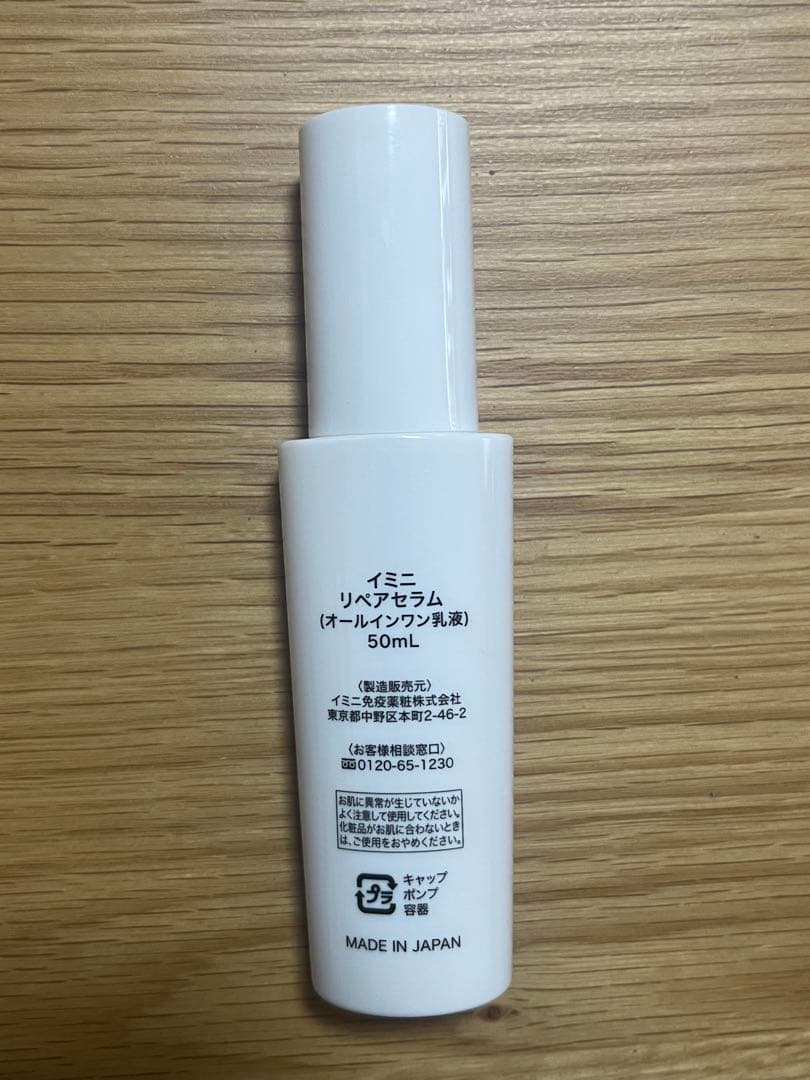 イミニ
リペアセラム
(オールインワン乳液)
50mL
〈製造販売元〉
イミニ免疫薬粧株式会社
東京都中野区本町2-46-2
〈お客様相談窓口〉
0120-65-1230
お肌に異常が生じていないか
よく注意して使用してください。
化粧品がお肌に合わないとき
は、ご使用をおやめください。
プラ
キャップ
ポンプ
容器
MADE IN JAPAN